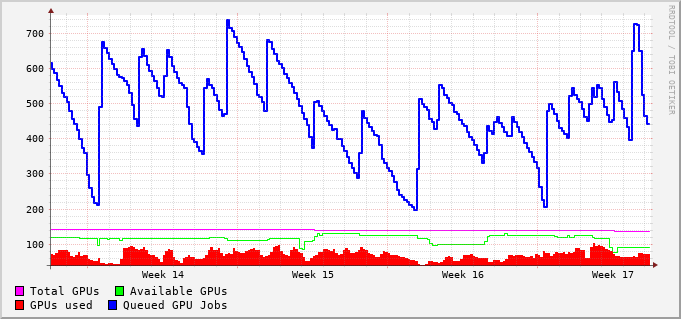 700
600
500
400
300
200
100
Week 14 Week 15 Week 16 Week 17
Total GPUs Available GPUs
GPUs used Queued GPU Jobs
RRDTOOL / TOBI OETIKER